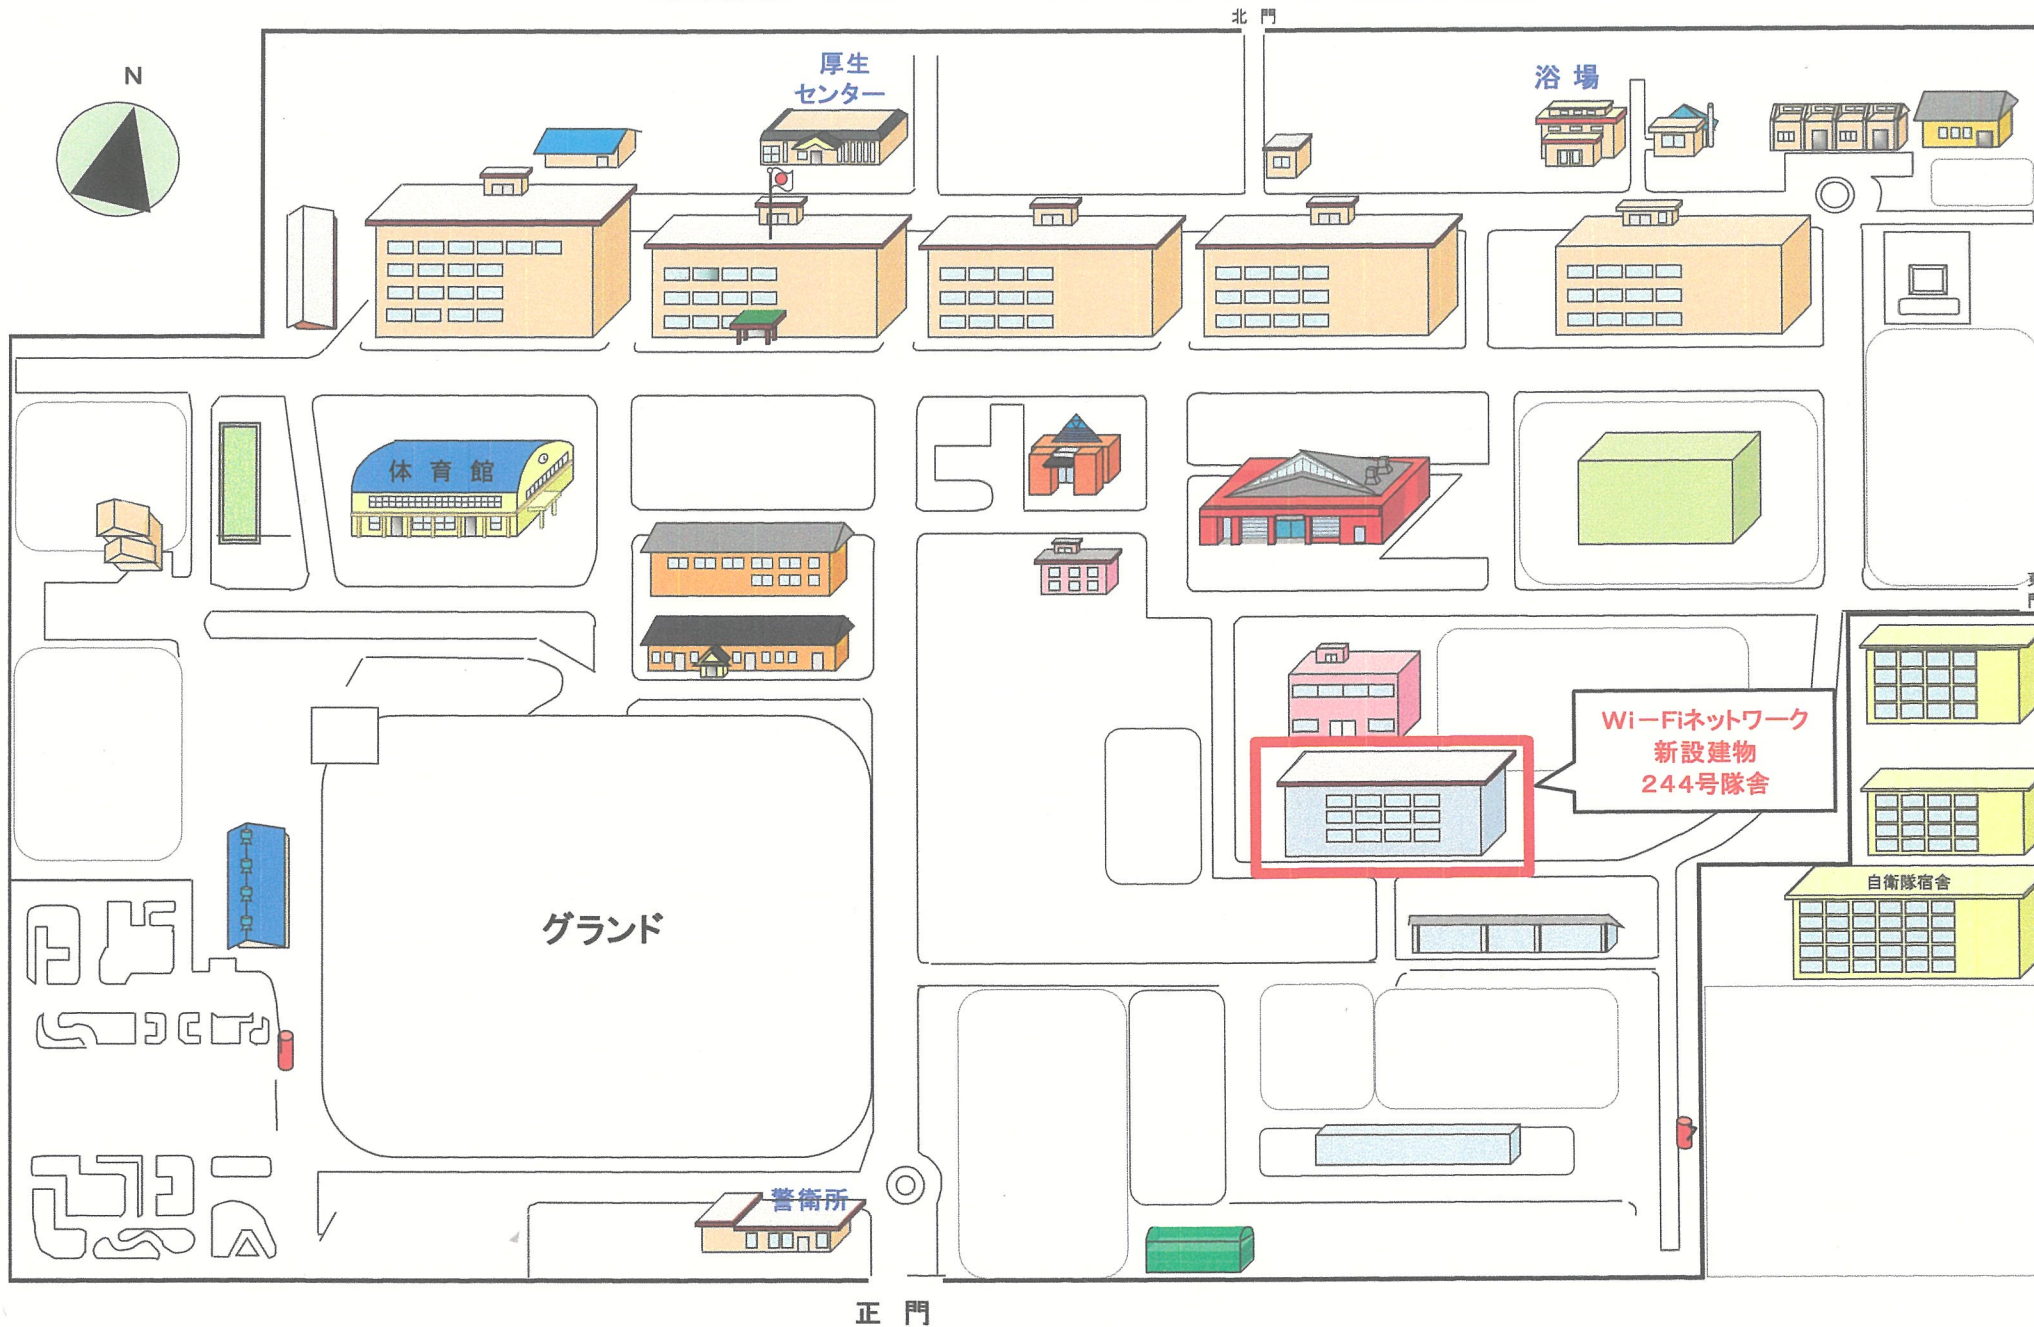 北 門
N
厚生
センター
浴 場
体 育 館
東
門
Wi－Fiネットワーク
新設建物
244号隊舎
自衛隊宿舎
グランド
警衛所
正 門